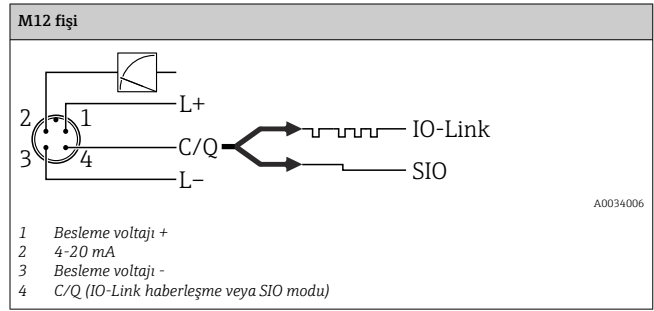 M12 fişi
L+
2 1
IO-Link
C/Q
3 4
SIO
L–
A0034006
1 Besleme voltajı +
2 4-20 mA
3 Besleme voltajı -
4 C/Q (IO-Link haberleşme veya SIO modu)